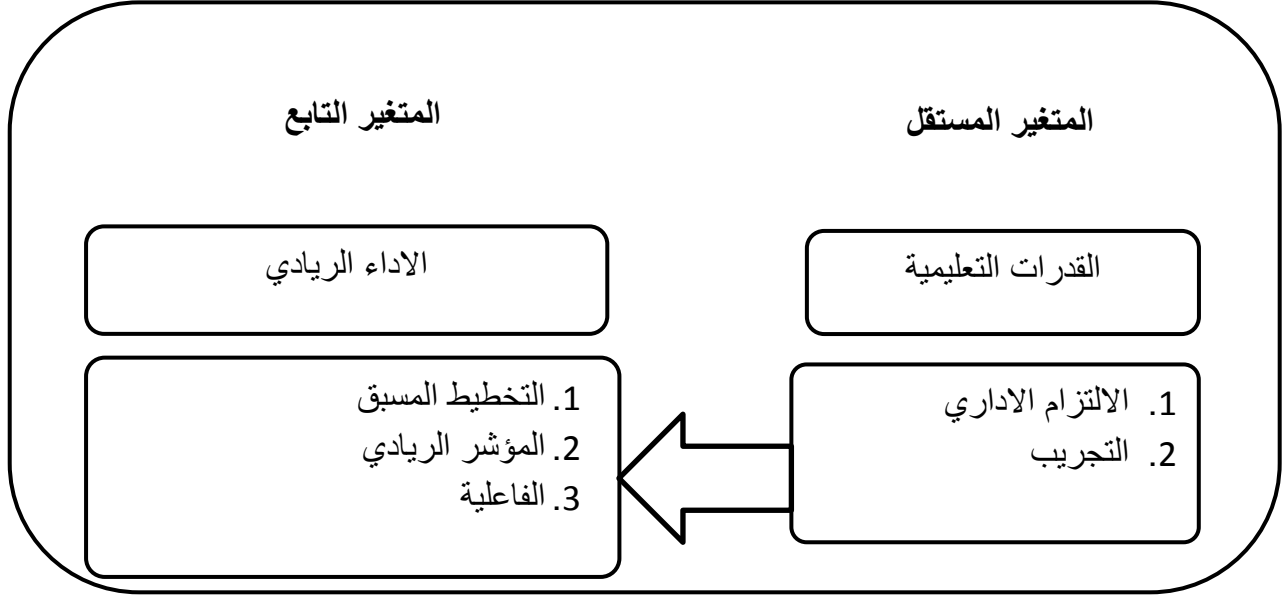 المتغير المستقل
المتغير التابع
القدرات التعليمية
الاداء الريادي
1. الالتزام الاداري
2. التجريب
1. التخطيط المسبق
2. المؤشر الريادي
3. الفاعلية